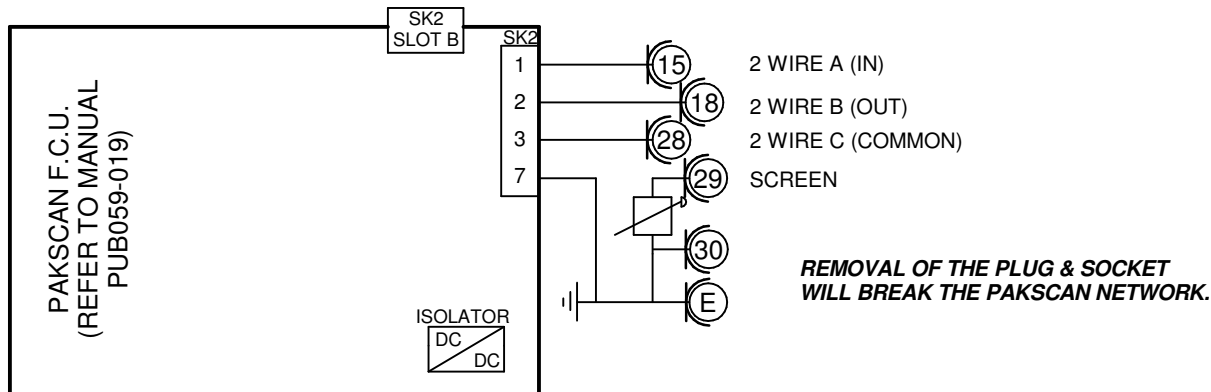 SK2
SLOT B
PAKSCAN F.C.U.
(REFER TO MANUAL
PUB059-019)
SK2
1
2
3
7
15
2 WIRE A (IN)
18
2 WIRE B (OUT)
28
2 WIRE C (COMMON)
29
SCREEN
30
E
REMOVAL OF THE PLUG & SOCKET
WILL BREAK THE PAKSCAN NETWORK.
ISOLATOR
DC
DC